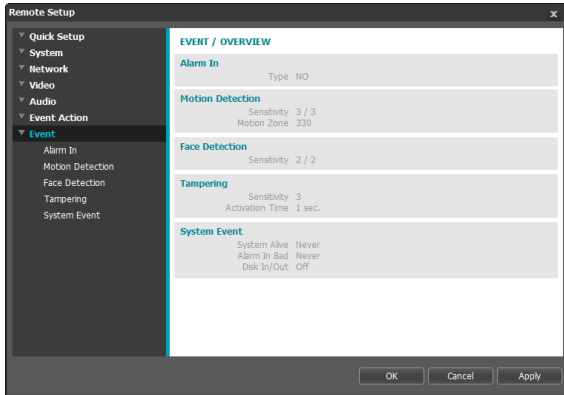 Remote Setup x
Quick Setup
System
Network
Video
Audio
Event Action
Event
Alarm In
Motion Detection
Face Detection
Tampering
System Event
EVENT / OVERVIEW
Alarm In
Type NO
Motion Detection
Sensitivity 3 / 3
Motion Zone 330
Face Detection
Sensitivity 2 / 2
Tampering
Sensitivity 3
Activation Time 1 sec.
System Event
System Alive Never
Alarm In Bad Never
Disk In/Out Off
OK Cancel Apply